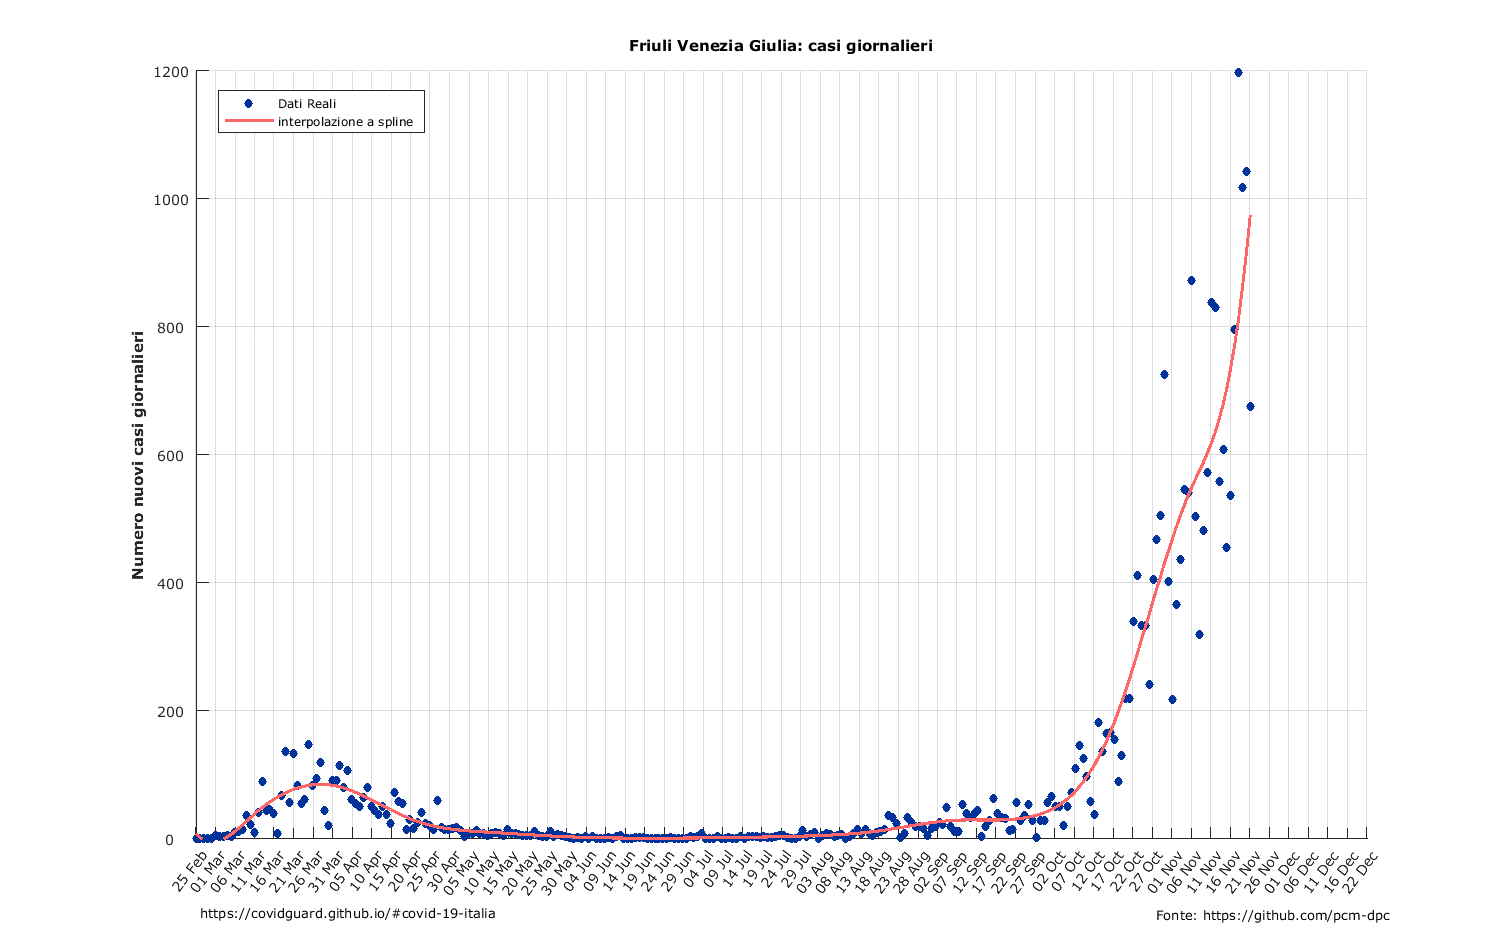 Friuli Venezia Giulia: casi giornalieri
Dati Reali
interpolazione a spline
Numero nuovi casi giornalieri
1200
1000
800
600
400
200
0
25 Feb
01 Mar
06 Mar
11 Mar
16 Mar
21 Mar
26 Mar
31 Mar
05 Apr
10 Apr
15 Apr
20 Apr
25 Apr
30 Apr
05 May
10 May
15 May
20 May
25 May
30 May
04 Jun
09 Jun
14 Jun
19 Jun
24 Jun
29 Jun
04 Jul
09 Jul
14 Jul
19 Jul
24 Jul
29 Jul
03 Aug
08 Aug
13 Aug
18 Aug
23 Aug
28 Aug
02 Sep
07 Sep
12 Sep
17 Sep
22 Sep
27 Sep
02 Oct
07 Oct
12 Oct
17 Oct
22 Oct
27 Oct
01 Nov
06 Nov
11 Nov
16 Nov
21 Nov
26 Nov
01 Dec
06 Dec
11 Dec
16 Dec
22 Dec
https://covidguard.github.io/#covid-19-italia
Fonte: https://github.com/pcm-dpc